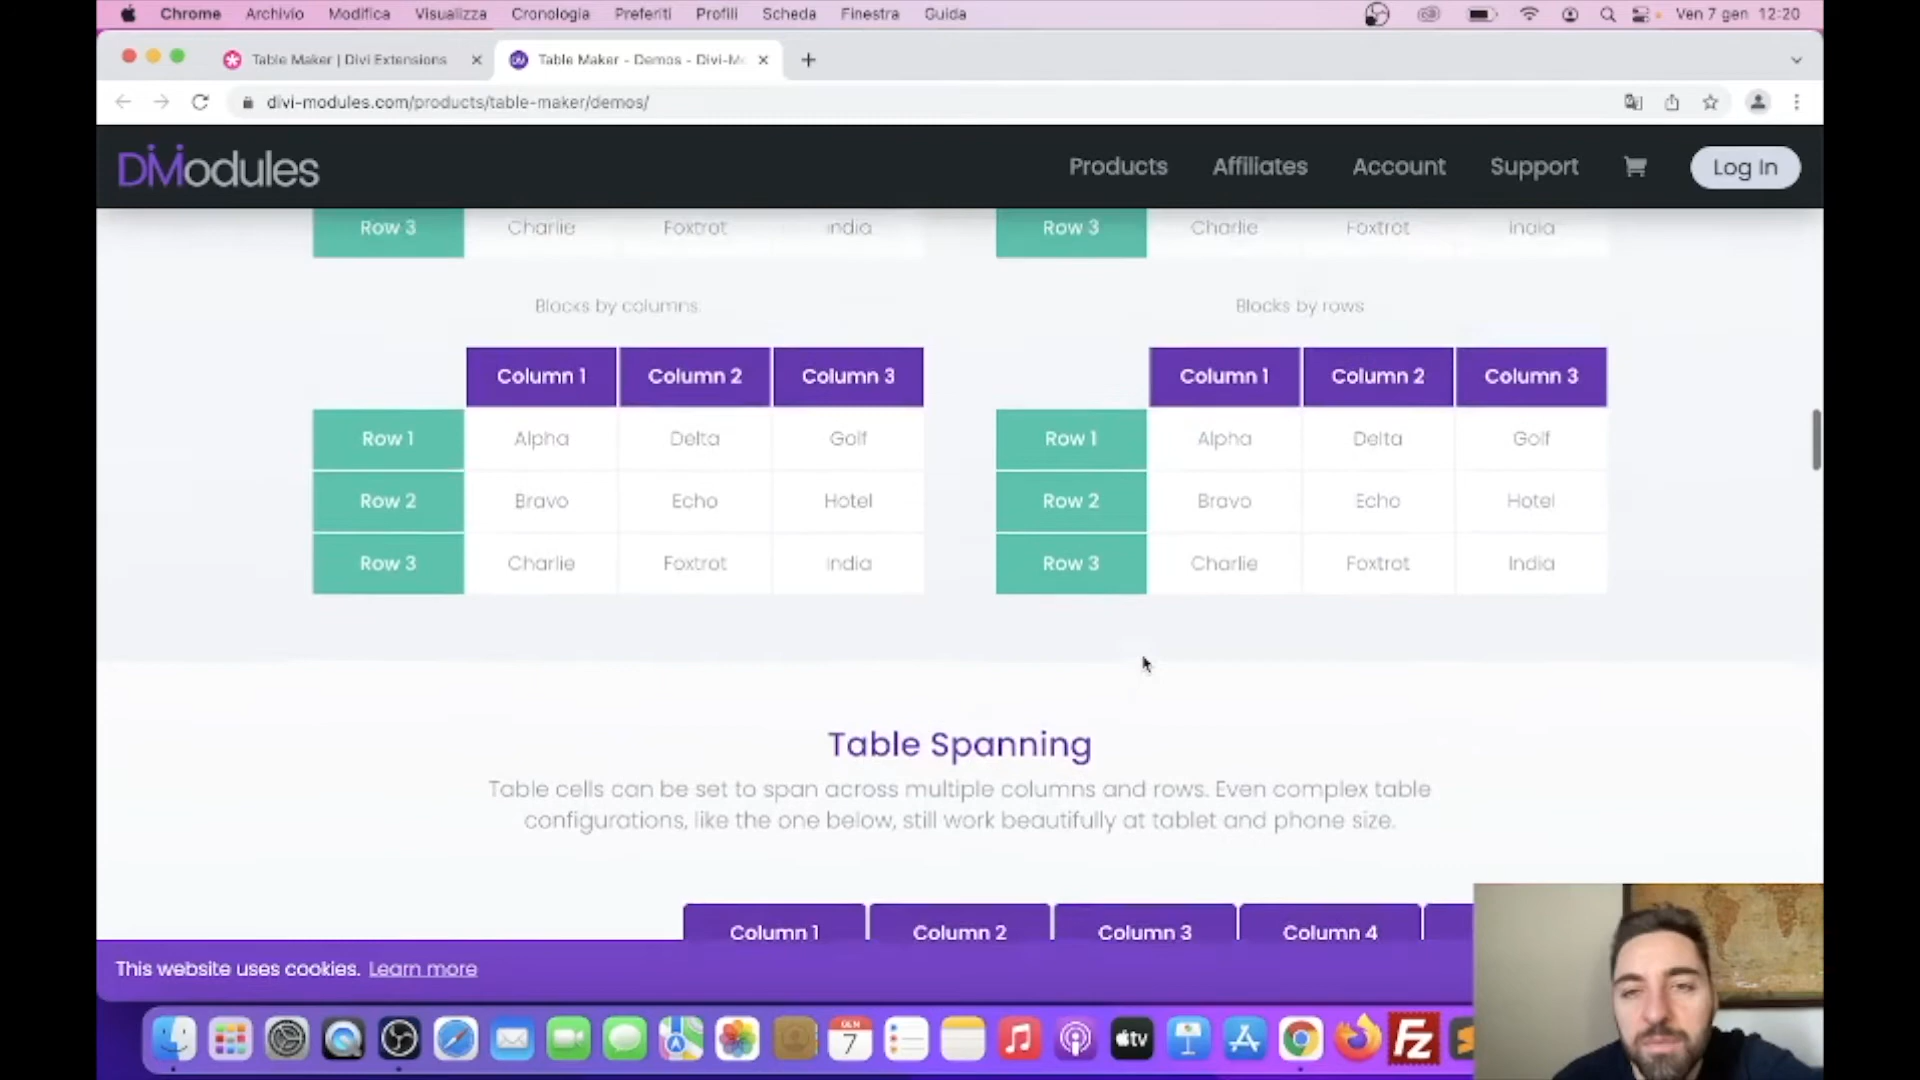 Chrome Archivio Modifica Visualizza Cronologia Preferiti Profili Scheda Finestra Guida Ven 7 gen 12:20
Table Maker | Divi Extensions Table Maker - Demos - Divi-Mo
divi-modules.com/products/table-maker/demos/
DiModules Products Affiliates Account Support Log In
Row 3 Charlie Foxtrot India Row 3 Charlie Foxtrot India
Blocks by columns Blocks by rows
Column 1 Column 2 Column 3 Column 1 Column 2 Column 3
Row 1 Alpha Delta Golf Row 1 Alpha Delta Golf
Row 2 Bravo Echo Hotel Row 2 Bravo Echo Hotel
Row 3 Charlie Foxtrot India Row 3 Charlie Foxtrot India
Table Spanning
Table cells can be set to span across multiple columns and rows. Even complex table
configurations, like the one below, still work beautifully at tablet and phone size.
Column 1 Column 2 Column 3 Column 4
This website uses cookies. Learn more
GEN
7
tv
FZ